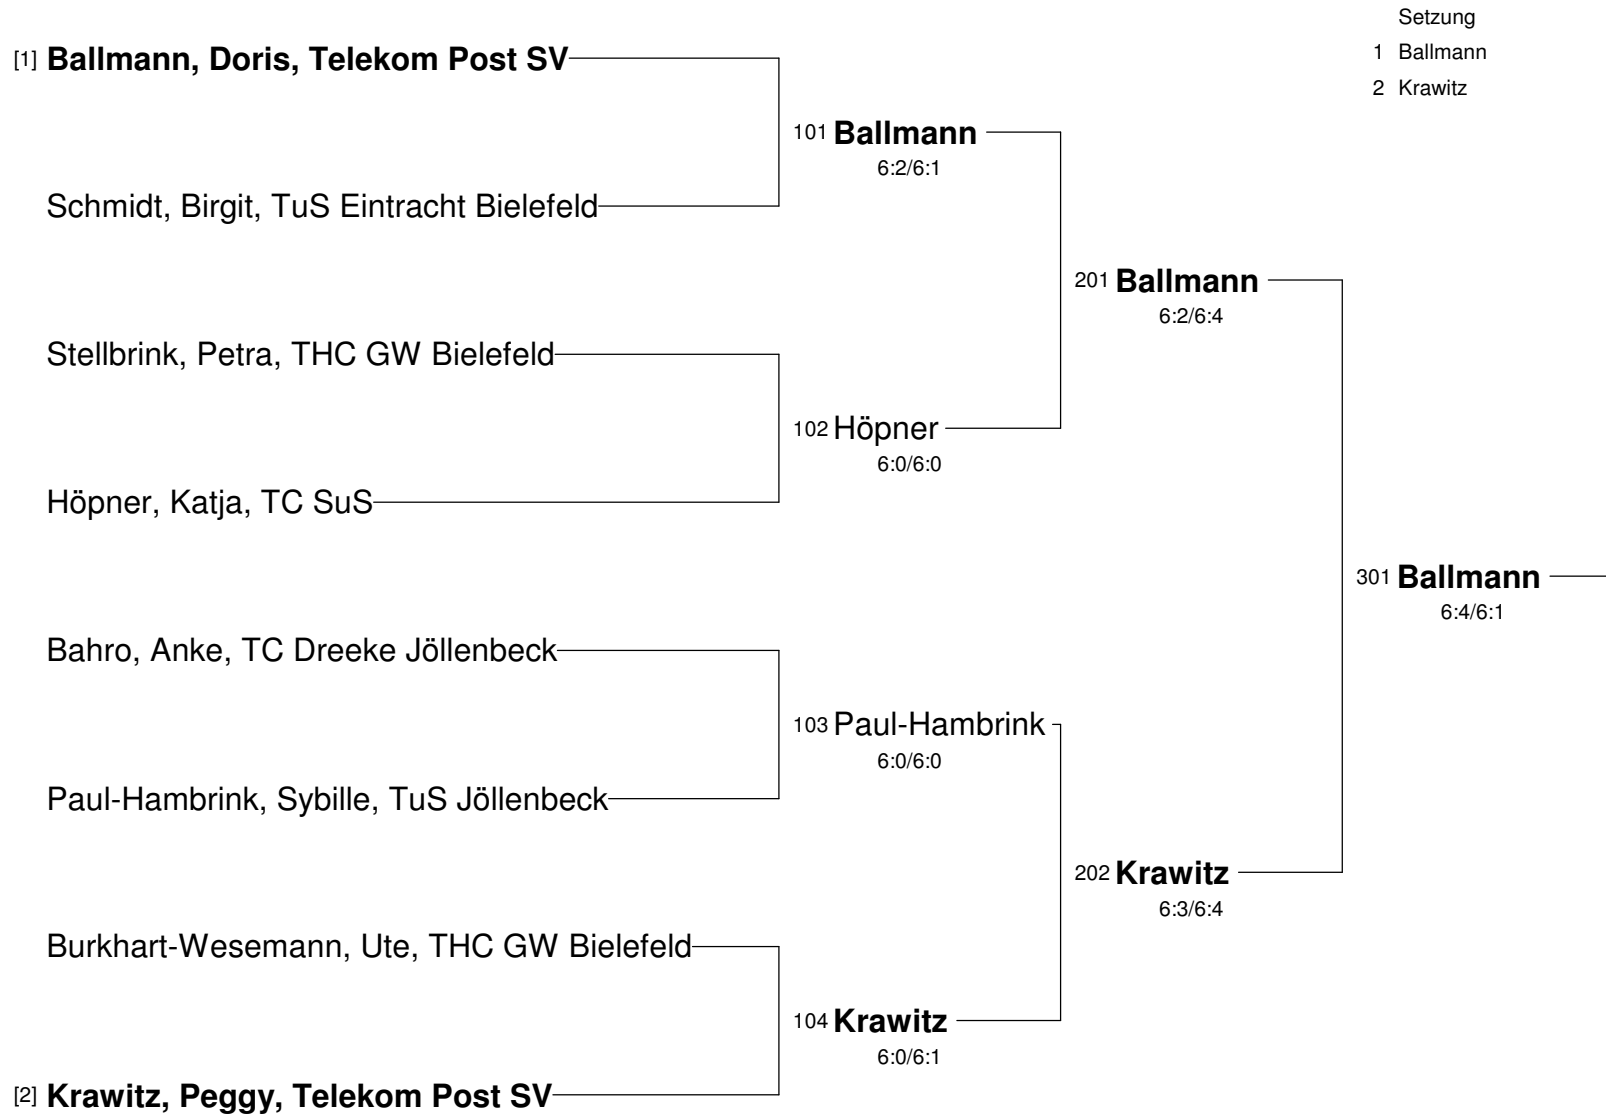 Setzung
1 Ballmann
2 Krawitz
[1] Ballmann, Doris, Telekom Post SV
101 Ballmann
6:2/6:1
Schmidt, Birgit, TuS Eintracht Bielefeld
201 Ballmann
6:2/6:4
Stellbrink, Petra, THC GW Bielefeld
102 Höpner
6:0/6:0
Höpner, Katja, TC SuS
301 Ballmann
6:4/6:1
Bahro, Anke, TC Dreeke Jöllenbeck
103 Paul-Hambrink
6:0/6:0
Paul-Hambrink, Sybille, TuS Jöllenbeck
202 Krawitz
6:3/6:4
Burkhart-Wesemann, Ute, THC GW Bielefeld
104 Krawitz
6:0/6:1
[2] Krawitz, Peggy, Telekom Post SV